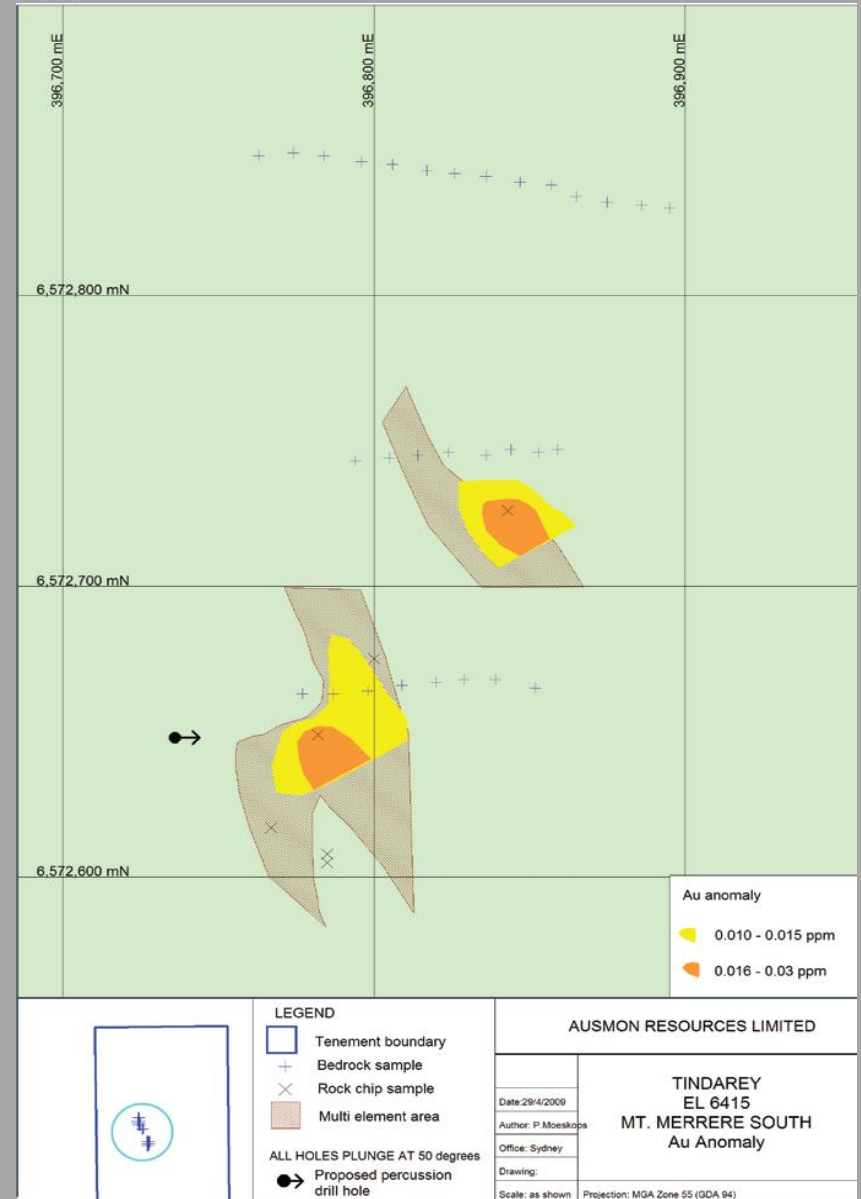 396,700 mE
396,800 mE
396,900 mE
6,572,800 mN
6,572,700 mN
6,572,600 mN
Au anomaly
0.010 - 0.015 ppm
0.016 - 0.03 ppm
LEGEND
Tenement boundary
Bedrock sample
Rock chip sample
Multi element area
ALL HOLES PLUNGE AT 50 degrees
Proposed percussion
drill hole
AUSMON RESOURCES LIMITED
Date:29/4/2009
Author: P.Moeskops
Office: Sydney
Drawing:
Scale: as shown
TINDAREY
EL 6415
MT. MERRERE SOUTH
Au Anomaly
Projection: MGA Zone 55 (GDA 94)